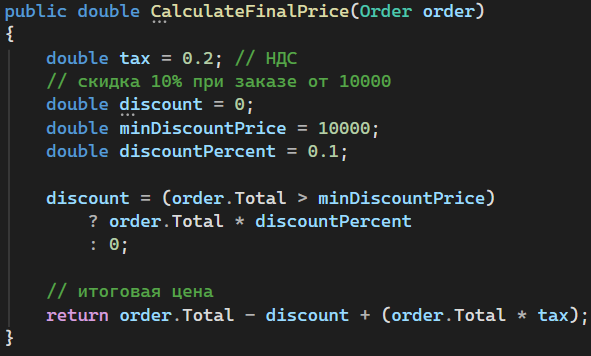 public double CalculateFinalPrice(Order order)
{
    double tax = 0.2; // НДС
    // скидка 10% при заказе от 10000
    double discount = 0;
    double minDiscountPrice = 10000;
    double discountPercent = 0.1;

    discount = (order.Total > minDiscountPrice)
        ? order.Total * discountPercent
        : 0;

    // итоговая цена
    return order.Total - discount + (order.Total * tax);
}